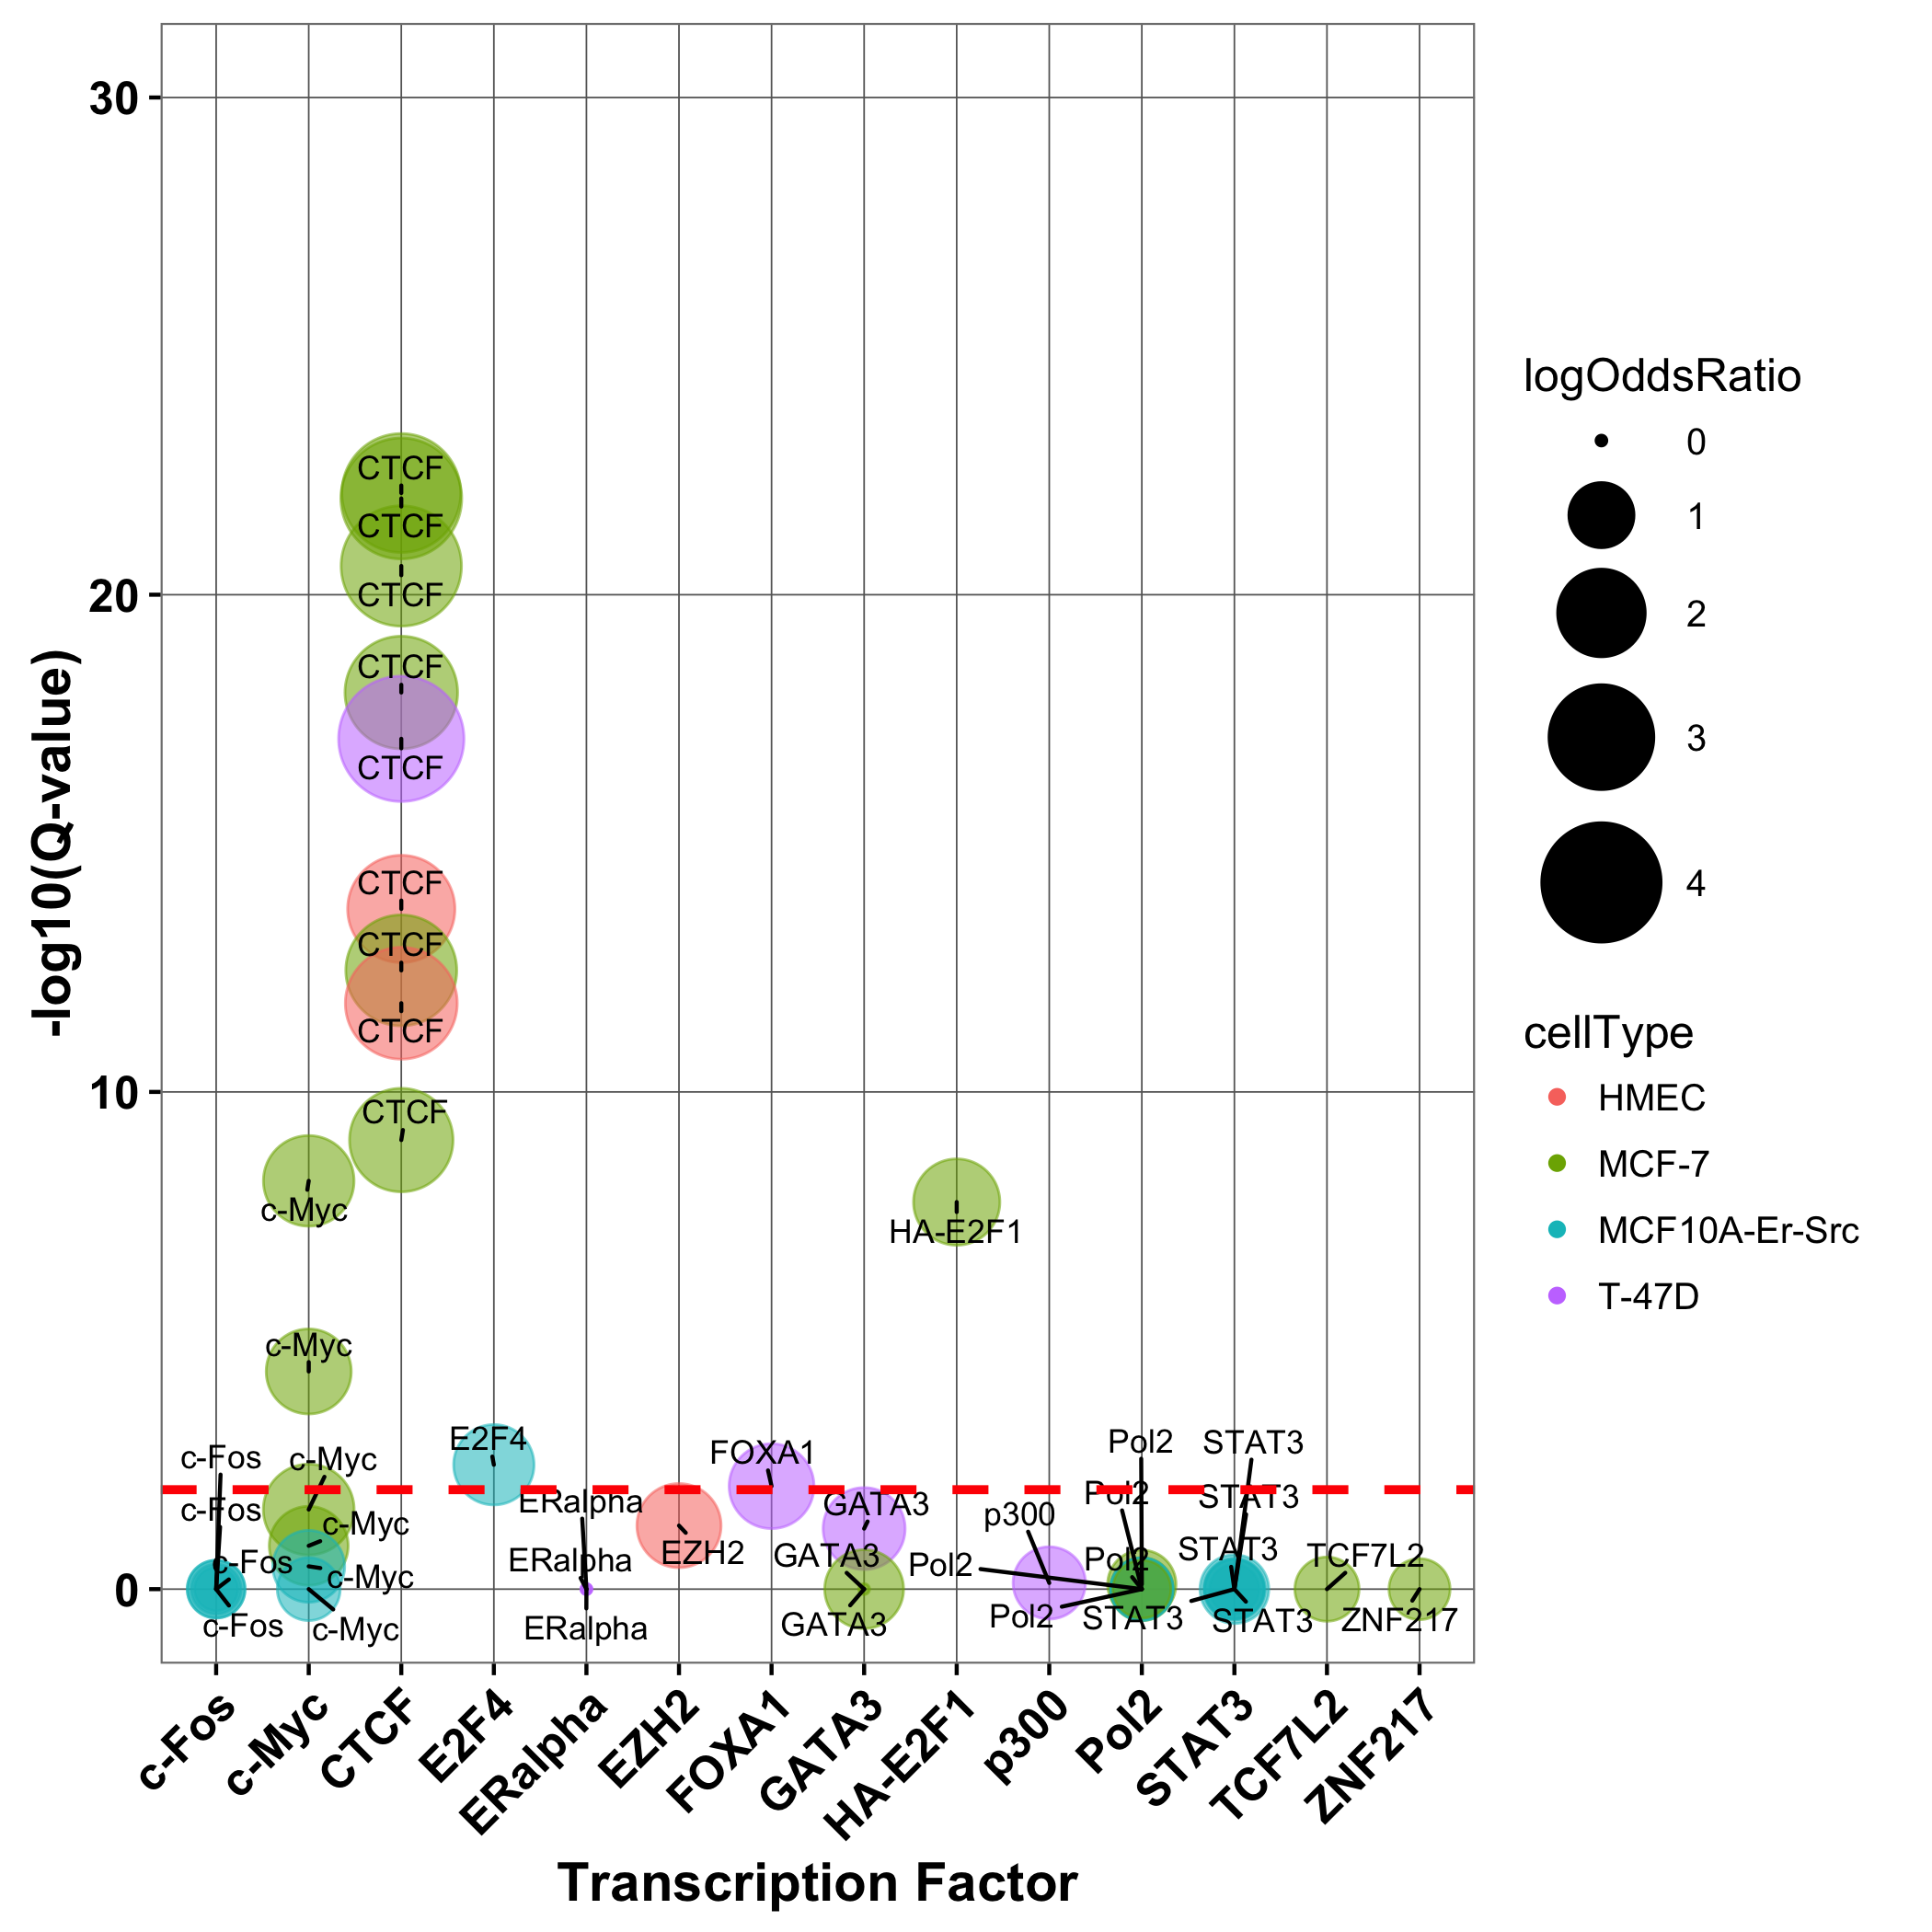 30
20
10
0
-log10(Q-value)
CTCF
CTCF
CTCF
CTCF
CTCF
CTCF
CTCF
CTCF
CTCF
c-Myc
HA-E2F1
c-Myc
E2F4
FOXA1
Pol2
STAT3
c-Fos
c-Myc
c-Fos
ERalpha
GATA3
p300
Pol2
STAT3
c-Myc
c-Fos
ERalpha
EZH2
GATA3
Pol2
Pol2
STAT3
TCF7L2
c-Myc
c-Fos
c-Myc
ERalpha
GATA3
Pol2
STAT3
STAT3
ZNF217
c-Fos
c-Myc
CTCF
E2F4
ERalpha
EZH2
FOXA1
GATA3
HA-E2F1
p300
Pol2
STAT3
TCF7L2
ZNF217
Transcription Factor
logOddsRatio
0
1
2
3
4
cellType
HMEC
MCF-7
MCF10A-Er-Src
T-47D